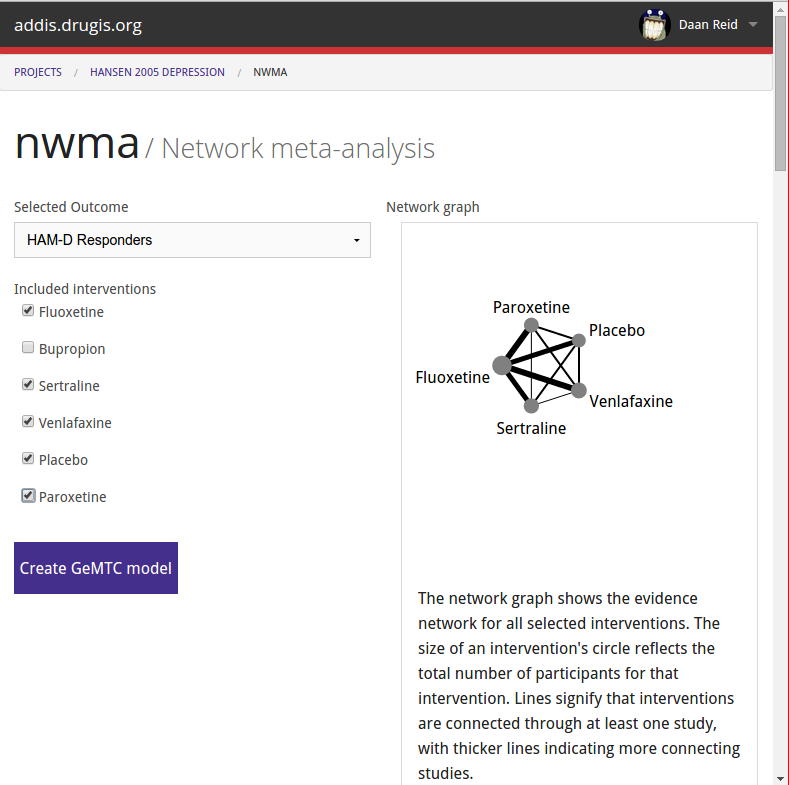 addis.drugis.org
Daan Reid
PROJECTS / HANSEN 2005 DEPRESSION / NWMA
nwma / Network meta-analysis
Selected Outcome
HAM-D Responders
Included interventions
Fluoxetine
Bupropion
Sertraline
Venlafaxine
Placebo
Paroxetine
Create GeMTC model
Network graph
Paroxetine
Placebo
Fluoxetine
Venlafaxine
Sertraline
The network graph shows the evidence
network for all selected interventions. The
size of an intervention's circle reflects the
total number of participants for that
intervention. Lines signify that interventions
are connected through at least one study,
with thicker lines indicating more connecting
studies.